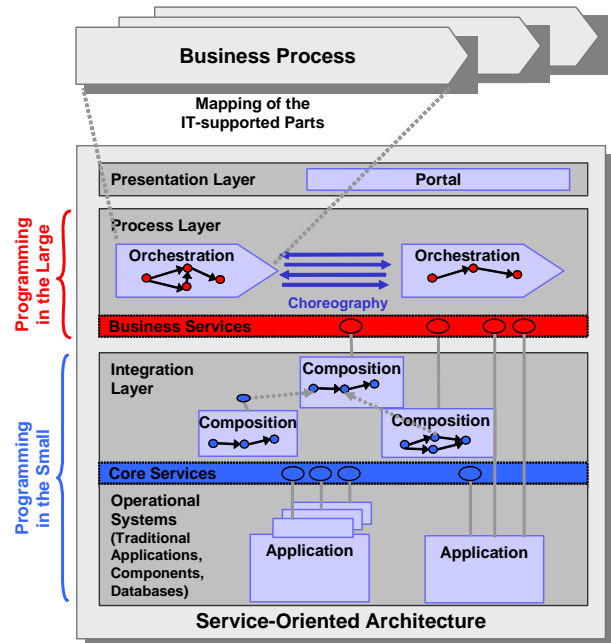 Business Process
Mapping of the
IT-supported Parts
Presentation Layer
Portal
Programming
in the Large
Process Layer
Orchestration
Orchestration
Choreography
Business Services
Programming
in the Small
Integration
Layer
Composition
Composition
Composition
Core Services
Operational
Systems
(Traditional
Applications,
Components,
Databases)
Application
Application
Service-Oriented Architecture